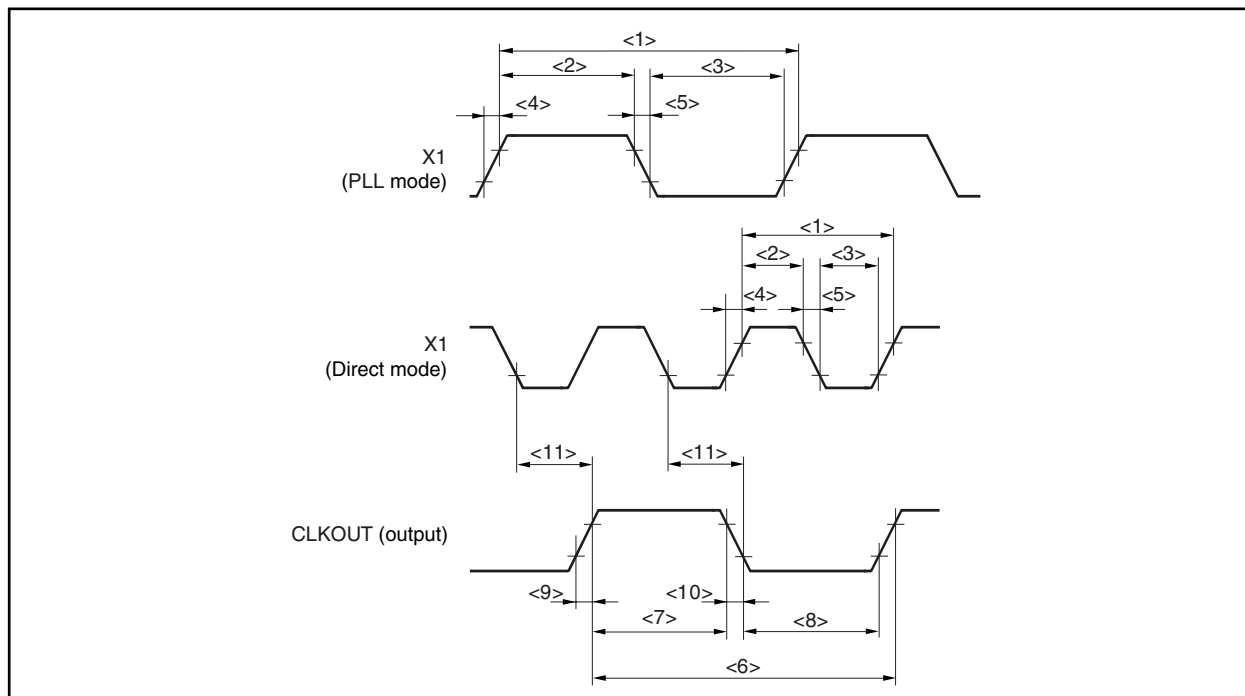 <1>
<2> <3>
<4> <5>
X1
(PLL mode)
<1>
<2> <3>
<4> <5>
X1
(Direct mode)
<11> <11>
CLKOUT (output)
<9> <10>
<7> <8>
<6>